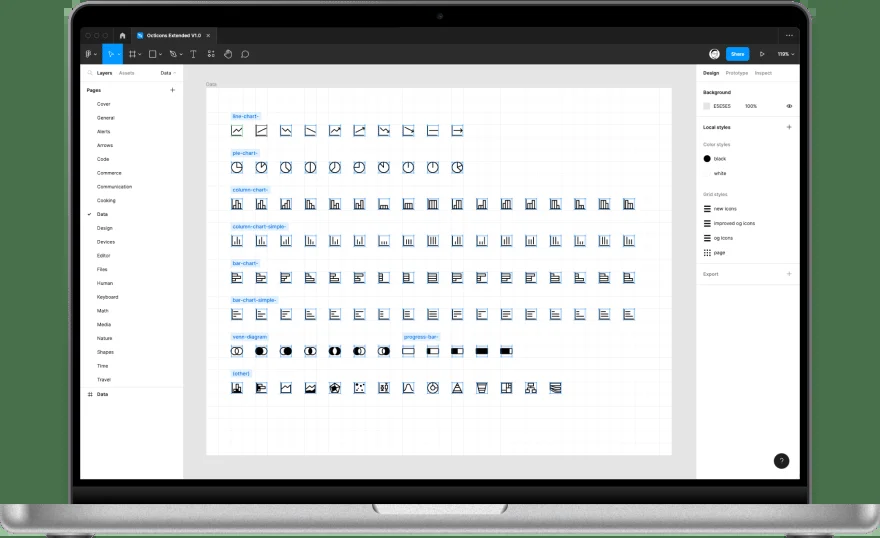 Octicons Extended V1.0
Share
119%
Layers
Assets
Data
Pages
Cover
General
Alerts
Arrows
Code
Commerce
Communication
Cooking
Data
Design
Devices
Editor
Files
Human
Keyboard
Math
Media
Nature
Shapes
Time
Travel
Data
Data
line-chart-
pie-chart-
column-chart-
column-chart-simple-
bar-chart-
bar-chart-simple-
venn-diagram
progress-bar-
(other)
Design
Prototype
Inspect
Background
E5E5E5
100%
Local styles
Color styles
black
white
Grid styles
new icons
improved og icons
og icons
page
Export
?